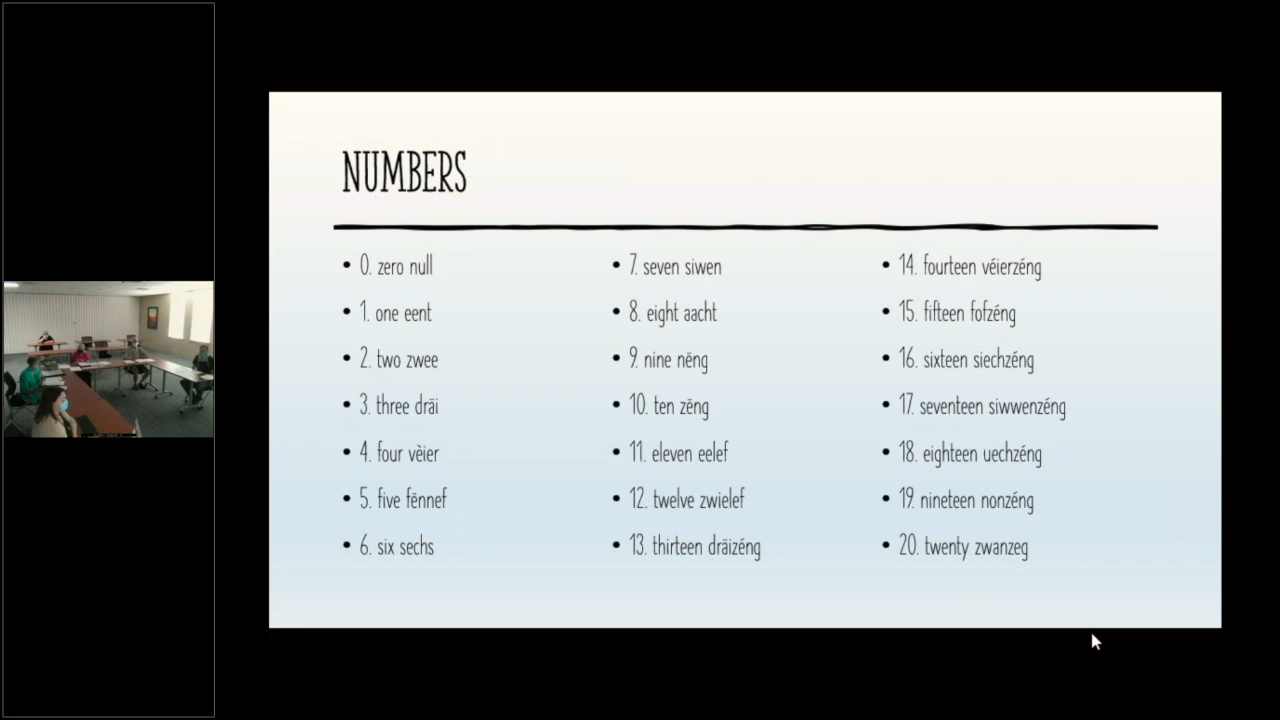 NUMBERS
• 0. zero null
• 1. one eent
• 2. two zwee
• 3. three dräi
• 4. four vèier
• 5. five fënnef
• 6. six sechs
• 7. seven siwen
• 8. eight aacht
• 9. nine nëng
• 10. ten zëng
• 11. eleven eelef
• 12. twelve zwielef
• 13. thirteen dräizéng
• 14. fourteen véierzéng
• 15. fifteen fofzéng
• 16. sixteen siechzéng
• 17. seventeen siwwenzéng
• 18. eighteen uechzéng
• 19. nineteen nonzéng
• 20. twenty zwanzeg